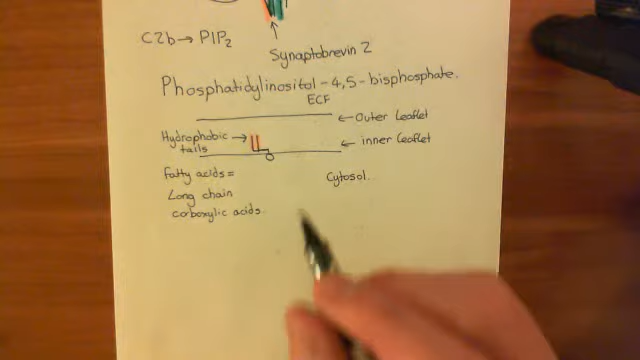 C2b → PIP2
Synaptobrevin 2
Phosphatidylinositol-4,5-bisphosphate.
ECF
← Outer Leaflet
Hydrophobic →
tails
← inner Leaflet
Fatty acids =
Cytosol.
Long chain
carboxylic acids.